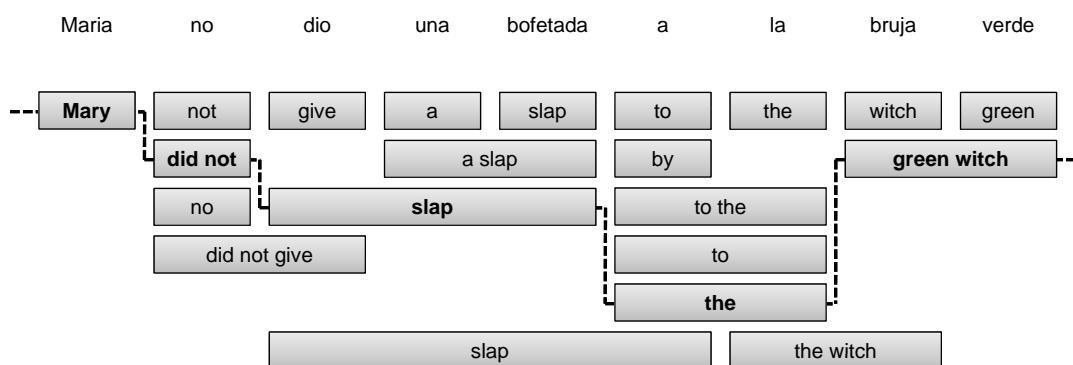 Maria no dio una bofetada a la bruja verde
Mary not give a slap to the witch green
did not a slap by green witch
no slap to the
did not give to
the
slap the witch